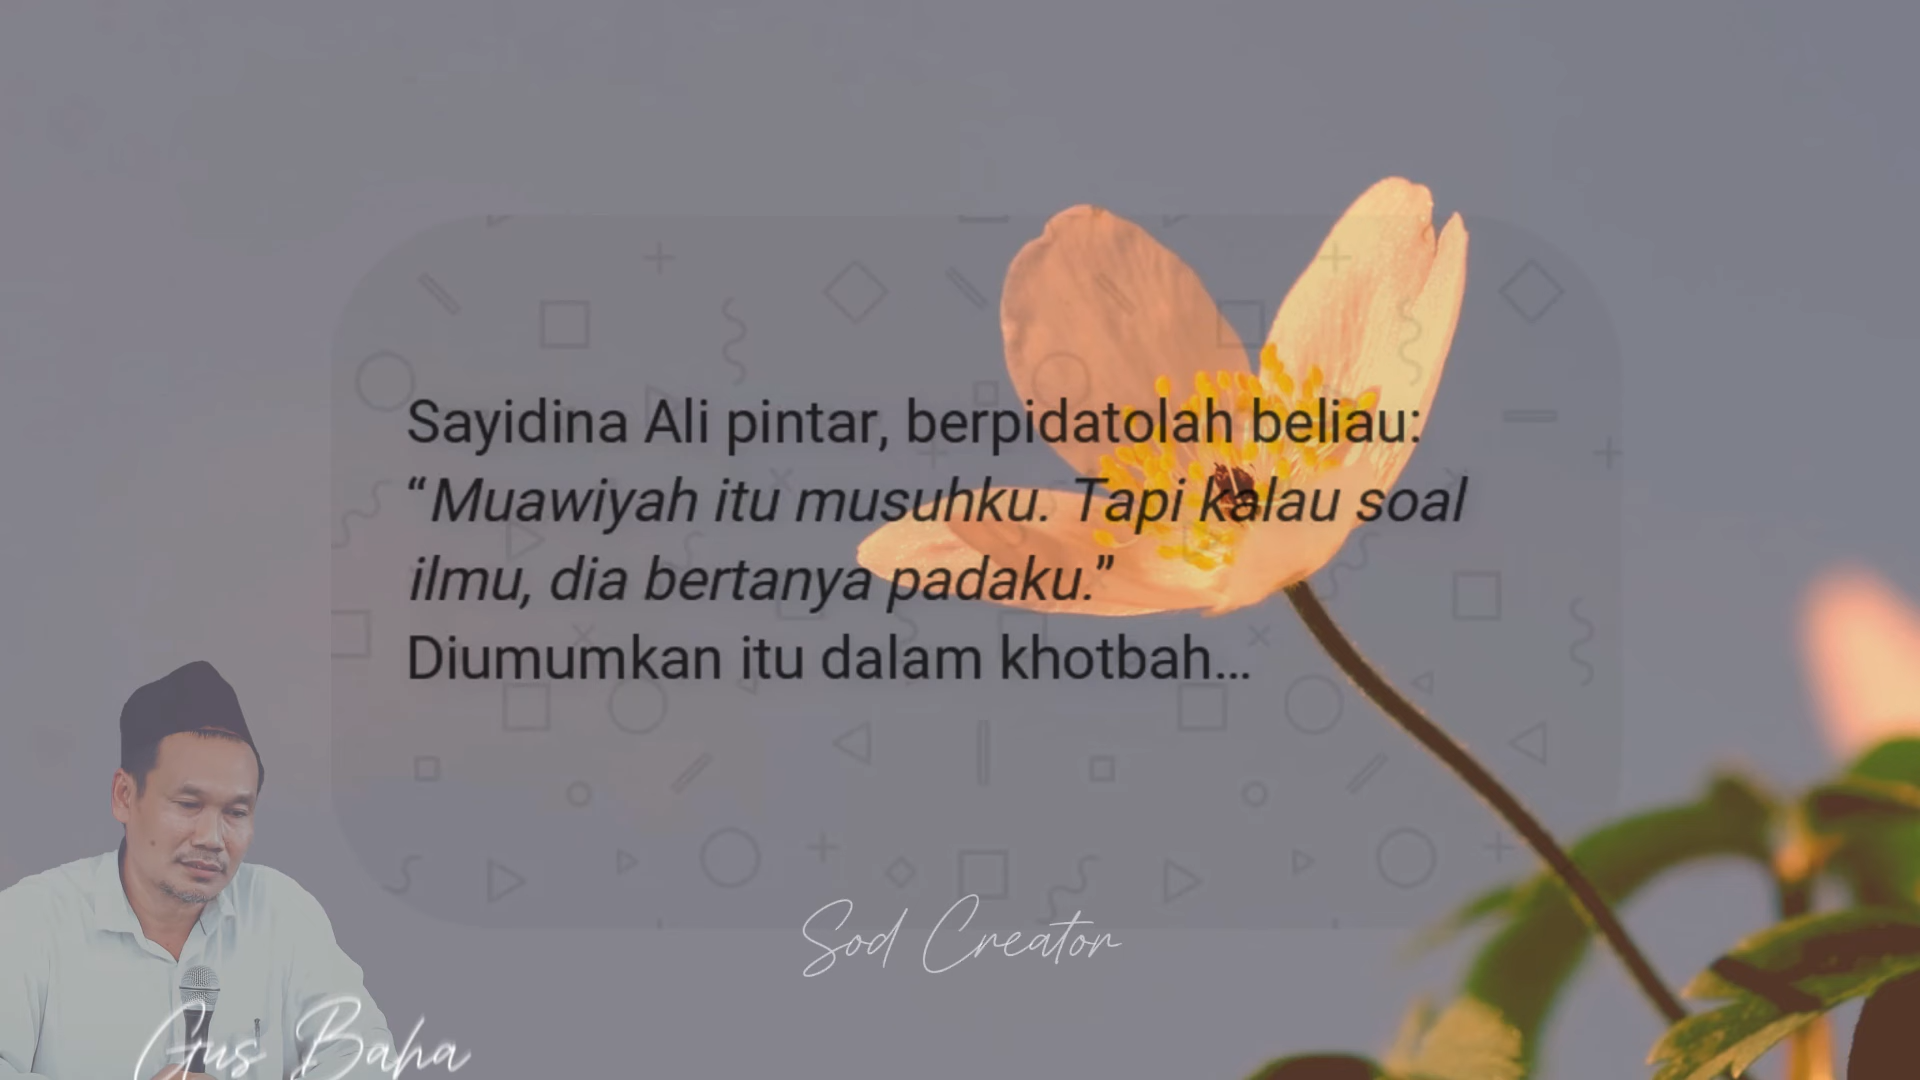 Sayidina Ali pintar, berpidatolah beliau:
“Muawiyah itu musuhku. Tapi kalau soal
ilmu, dia bertanya padaku.”
Diumumkan itu dalam khotbah...
Sod Creator
Gus Baha